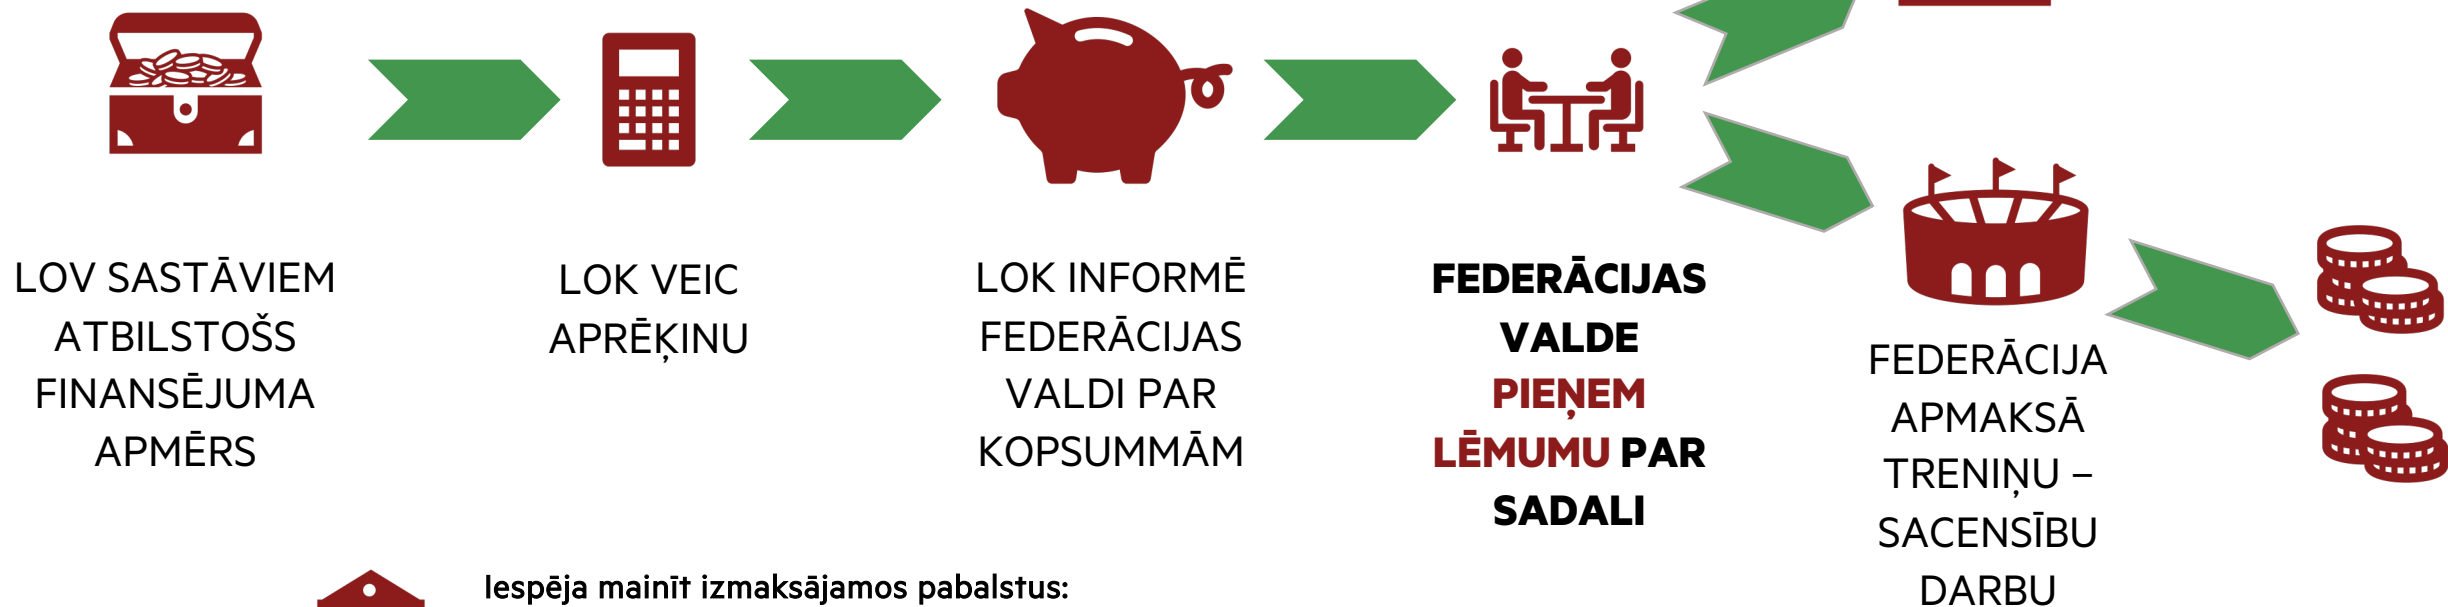 LOV SASTĀVIEM
ATBILSTOŠS
FINANSĒJUMA
APMĒRS
LOK VEIC
APRĒĶINU
LOK INFORMĒ
FEDERĀCIJAS
VALDI PAR
KOPSUMMĀM
FEDERĀCIJAS
VALDE
PIEŅEM
LĒMUMU PAR
SADALI
FEDERĀCIJA
APMAKSĀ
TRENIŅU –
SACENSĪBU
DARBU
Iespēja mainīt izmaksājamos pabalstus: